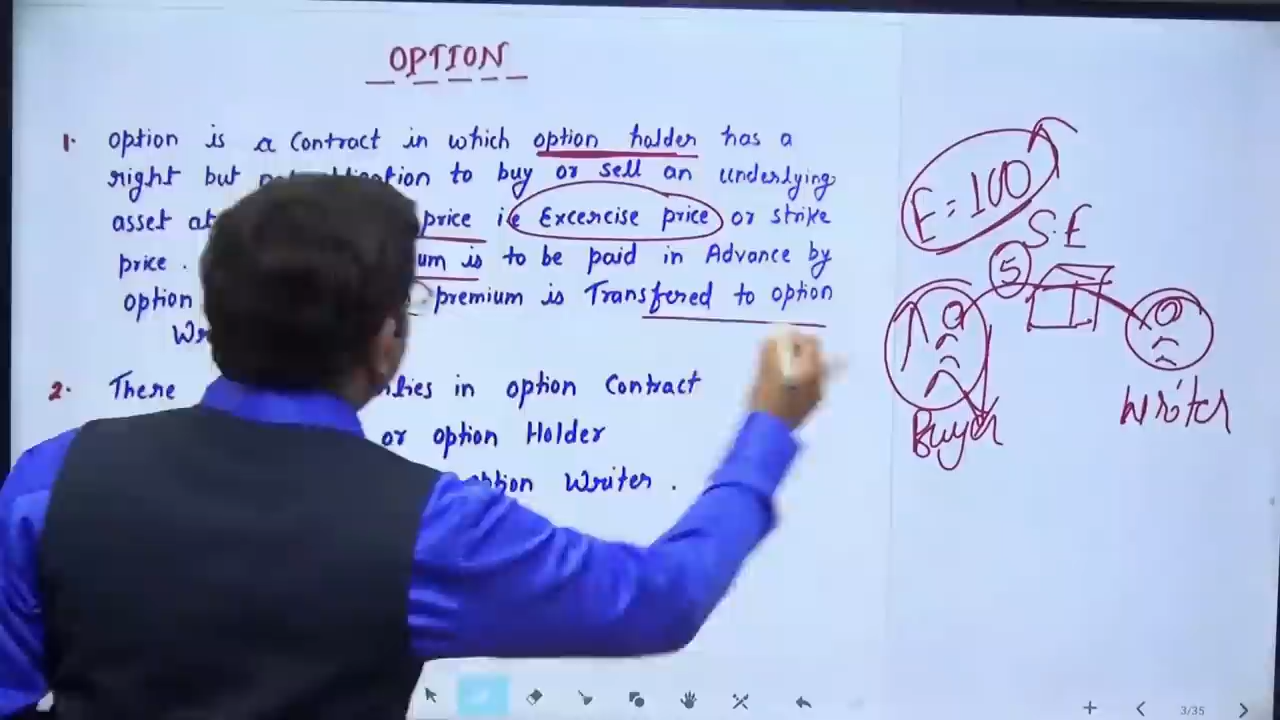 OPTION
1. option is a Contract in which option holder has a
right but to buy or sell an underlying
asset at price ie Excercise price or strike
price. is to be paid in Advance by
option premium is Transfered to option
2. There in option Contract
or option Holder
option Writer.
E = 100
S.E
5
Buyer
Writer
3/35